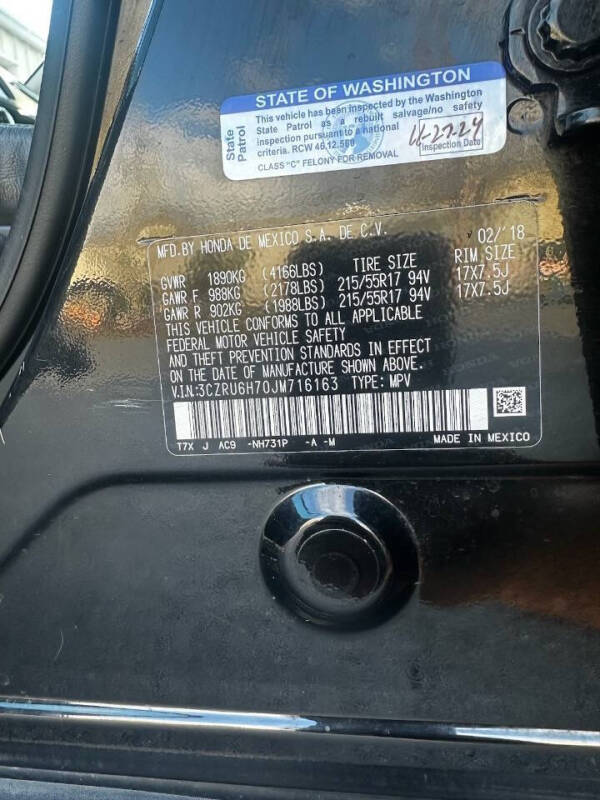 STATE OF WASHINGTON
State Patrol
This vehicle has been inspected by the Washington
State Patrol as a rebuilt salvage/no safety
inspection pursuant to a national
criteria. RCW 46.12.560
Inspection Date
CLASS "C" FELONY FOR REMOVAL
MFD. BY HONDA DE MEXICO S.A. DE C.V. 02/'18
GVWR 1890KG (4166LBS) TIRE SIZE RIM SIZE
GAWR F 988KG (2178LBS) 215/55R17 94V 17X7.5J
GAWR R 902KG (1988LBS) 215/55R17 94V 17X7.5J
THIS VEHICLE CONFORMS TO ALL APPLICABLE
FEDERAL MOTOR VEHICLE SAFETY
AND THEFT PREVENTION STANDARDS IN EFFECT
ON THE DATE OF MANUFACTURE SHOWN ABOVE.
V.I.N:3CZRU6H70JM716163 TYPE: MPV
T7X J AC9 -NH731P -A -M MADE IN MEXICO